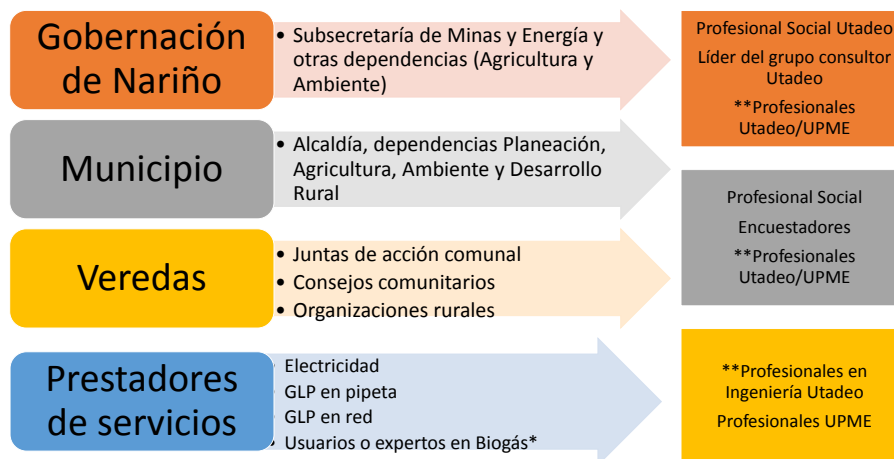 Gobernación
de Nariño
• Subsecretaría de Minas y Energía y
otras dependencias (Agricultura y
Ambiente)
Profesional Social Utadeo
Líder del grupo consultor
Utadeo
**Profesionales
Utadeo/UPME
Municipio
• Alcaldía, dependencias Planeación,
Agricultura, Ambiente y Desarrollo
Rural
Profesional Social
Encuestadores
**Profesionales
Utadeo/UPME
Veredas
• Juntas de acción comunal
• Consejos comunitarios
• Organizaciones rurales
Prestadores
de servicios
• Electricidad
• GLP en pipeta
• GLP en red
• Usuarios o expertos en Biogás*
**Profesionales en
Ingeniería Utadeo
Profesionales UPME